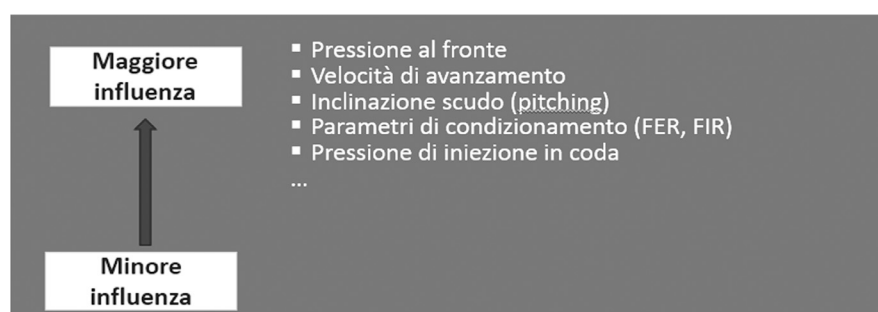 Maggiore
influenza
▪ Pressione al fronte
▪ Velocità di avanzamento
▪ Inclinazione scudo (pitching)
▪ Parametri di condizionamento (FER, FIR)
▪ Pressione di iniezione in coda
...
Minore
influenza